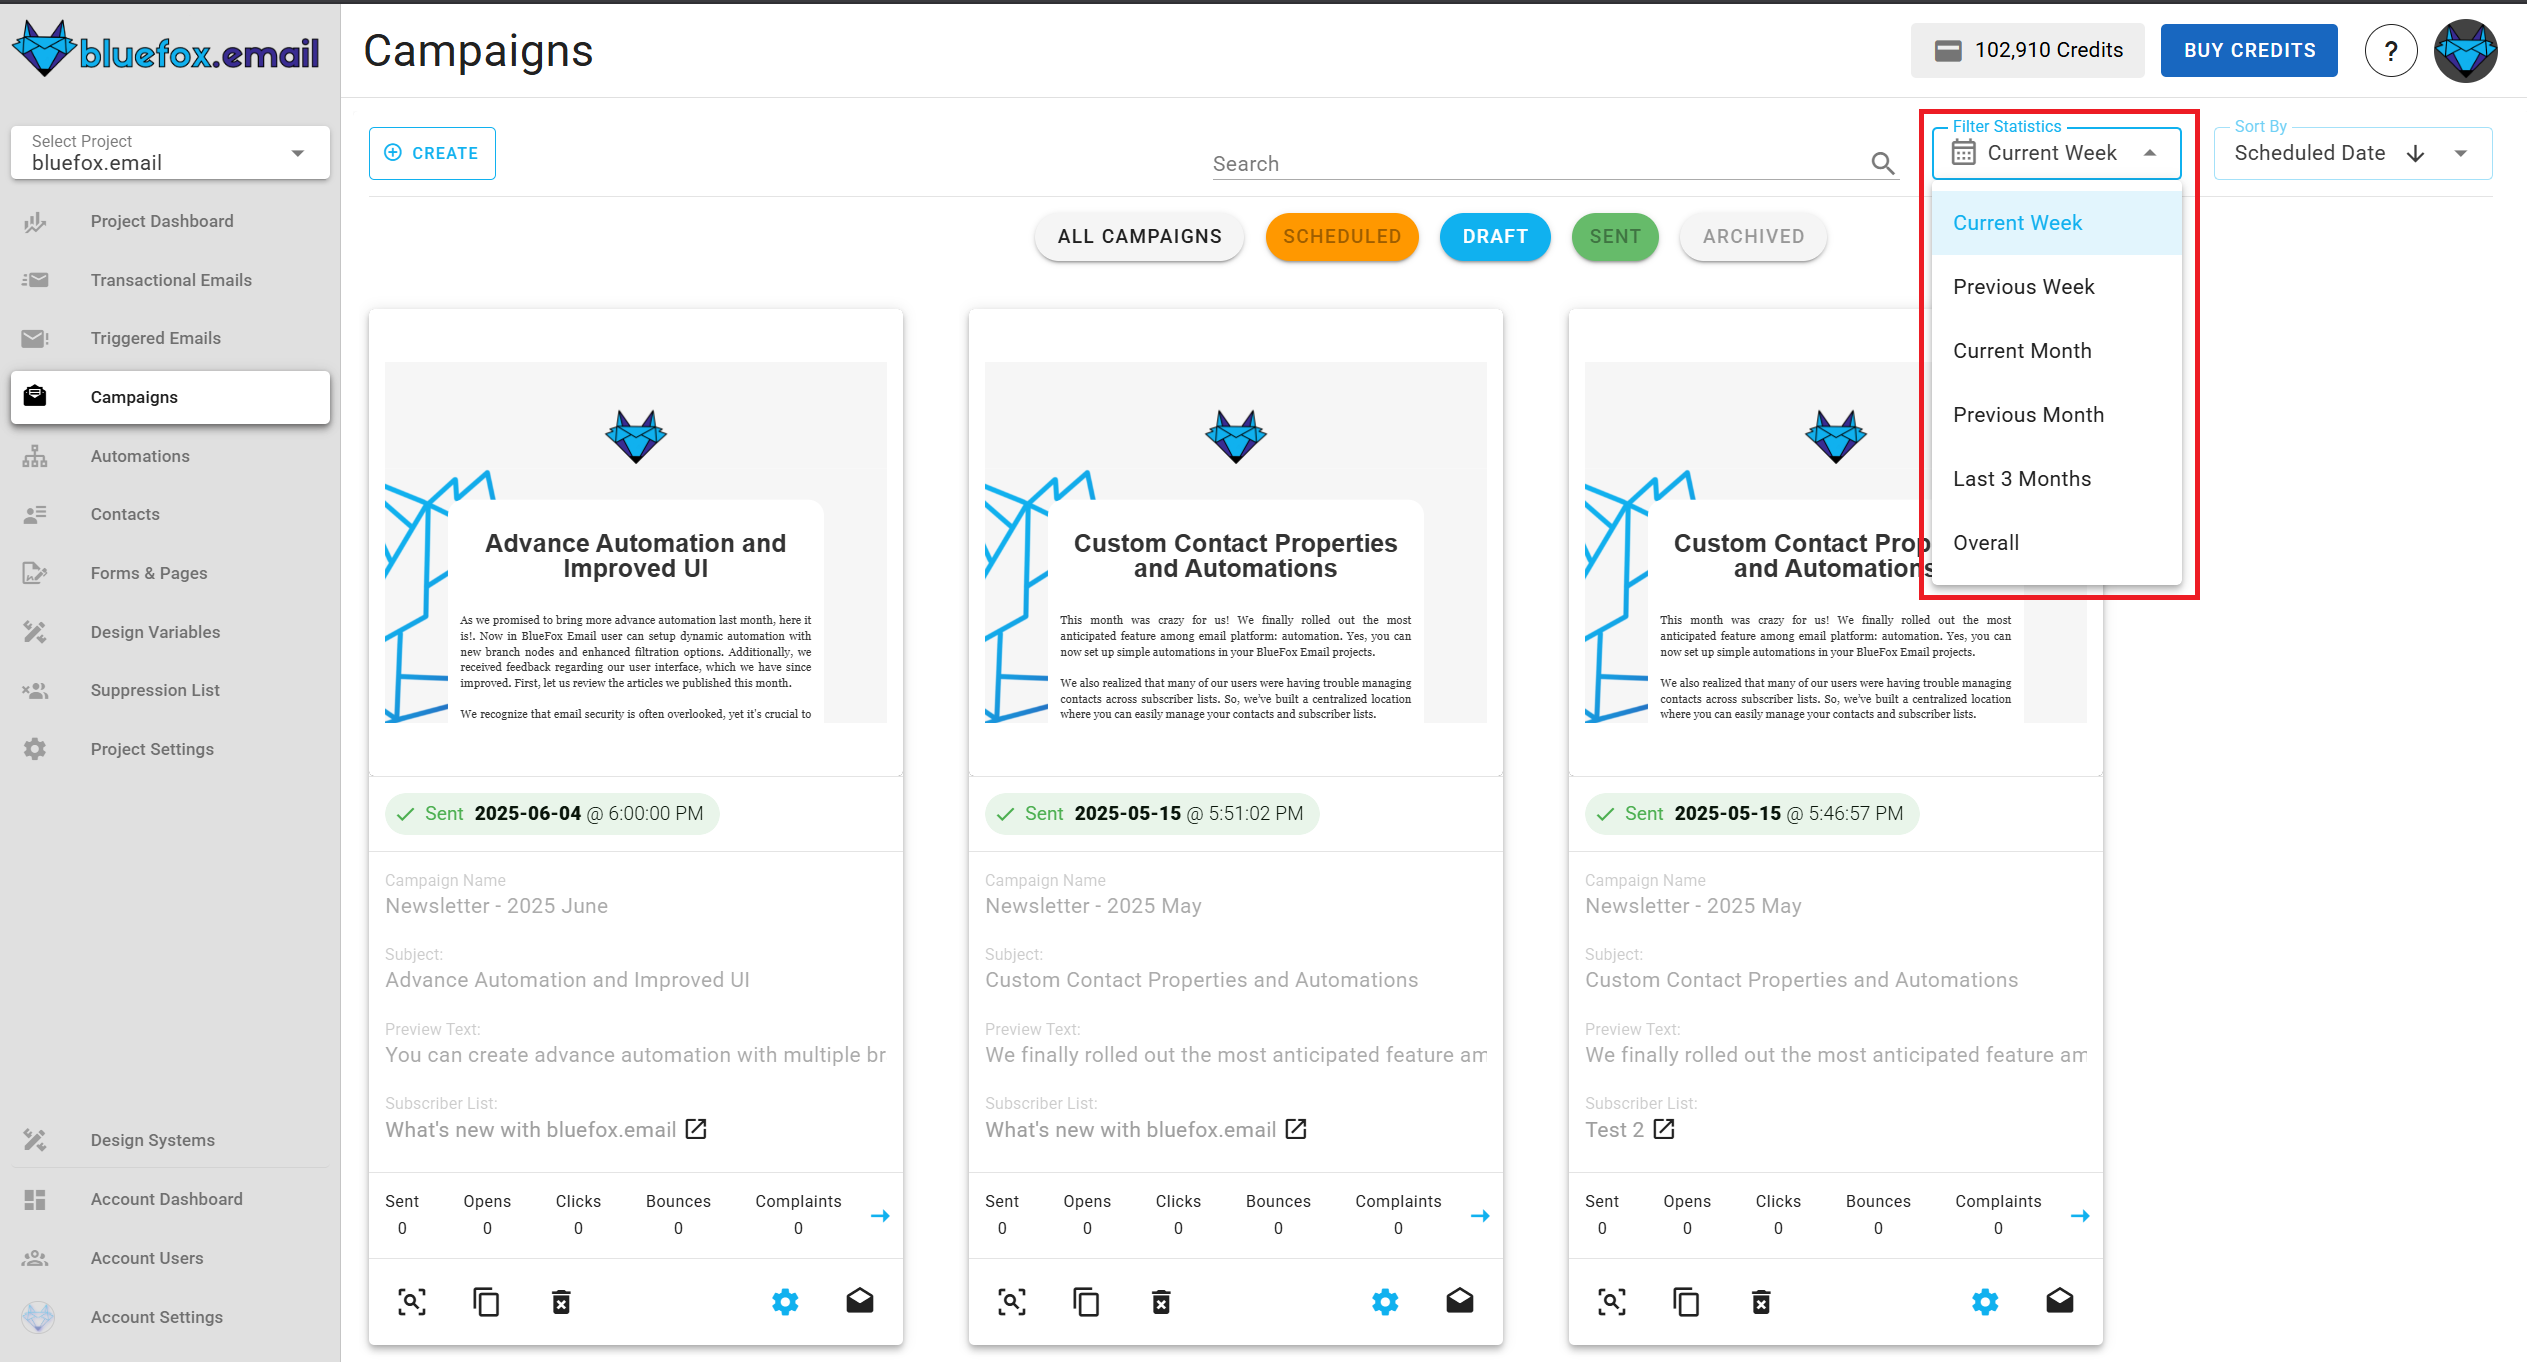 bluefox.email
Campaigns
102,910 Credits
BUY CREDITS
?
Select Project
bluefox.email
Project Dashboard
Transactional Emails
Triggered Emails
Campaigns
Automations
Contacts
Forms & Pages
Design Variables
Suppression List
Project Settings
Design Systems
Account Dashboard
Account Users
Account Settings
CREATE
Search
Filter Statistics
Current Week
Sort By
Scheduled Date
Current Week
Previous Week
Current Month
Previous Month
Last 3 Months
Overall
ALL CAMPAIGNS
SCHEDULED
DRAFT
SENT
ARCHIVED
Advance Automation and
Improved UI
As we promised to bring more advance automation last month, here it
is!. Now in BlueFox Email user can setup dynamic automation with
new branch nodes and enhanced filtration options. Additionally, we
received feedback regarding our user interface, which we have since
improved. First, let us review the articles we published this month.
We recognize that email security is often overlooked, yet it's crucial to
Sent 2025-06-04 @ 6:00:00 PM
Campaign Name
Newsletter - 2025 June
Subject:
Advance Automation and Improved UI
Preview Text:
You can create advance automation with multiple br
Subscriber List:
What's new with bluefox.email
Sent Opens Clicks Bounces Complaints
0 0 0 0 0
Custom Contact Properties
and Automations
This month was crazy for us! We finally rolled out the most
anticipated feature among email platform: automation. Yes, you can
now set up simple automations in your BlueFox Email projects.
We also realized that many of our users were having trouble managing
contacts across subscriber lists. So, we've built a centralized location
where you can easily manage your contacts and subscriber lists.
Sent 2025-05-15 @ 5:51:02 PM
Campaign Name
Newsletter - 2025 May
Subject:
Custom Contact Properties and Automations
Preview Text:
We finally rolled out the most anticipated feature am
Subscriber List:
What's new with bluefox.email
Sent Opens Clicks Bounces Complaints
0 0 0 0 0
Custom Contact Prop
and Automations
This month was crazy for us! We finally rolled out the most
anticipated feature among email platform: automation. Yes, you can
now set up simple automations in your BlueFox Email projects.
We also realized that many of our users were having trouble managing
contacts across subscriber lists. So, we've built a centralized location
where you can easily manage your contacts and subscriber lists.
Sent 2025-05-15 @ 5:46:57 PM
Campaign Name
Newsletter - 2025 May
Subject:
Custom Contact Properties and Automations
Preview Text:
We finally rolled out the most anticipated feature am
Subscriber List:
Test 2
Sent Opens Clicks Bounces Complaints
0 0 0 0 0